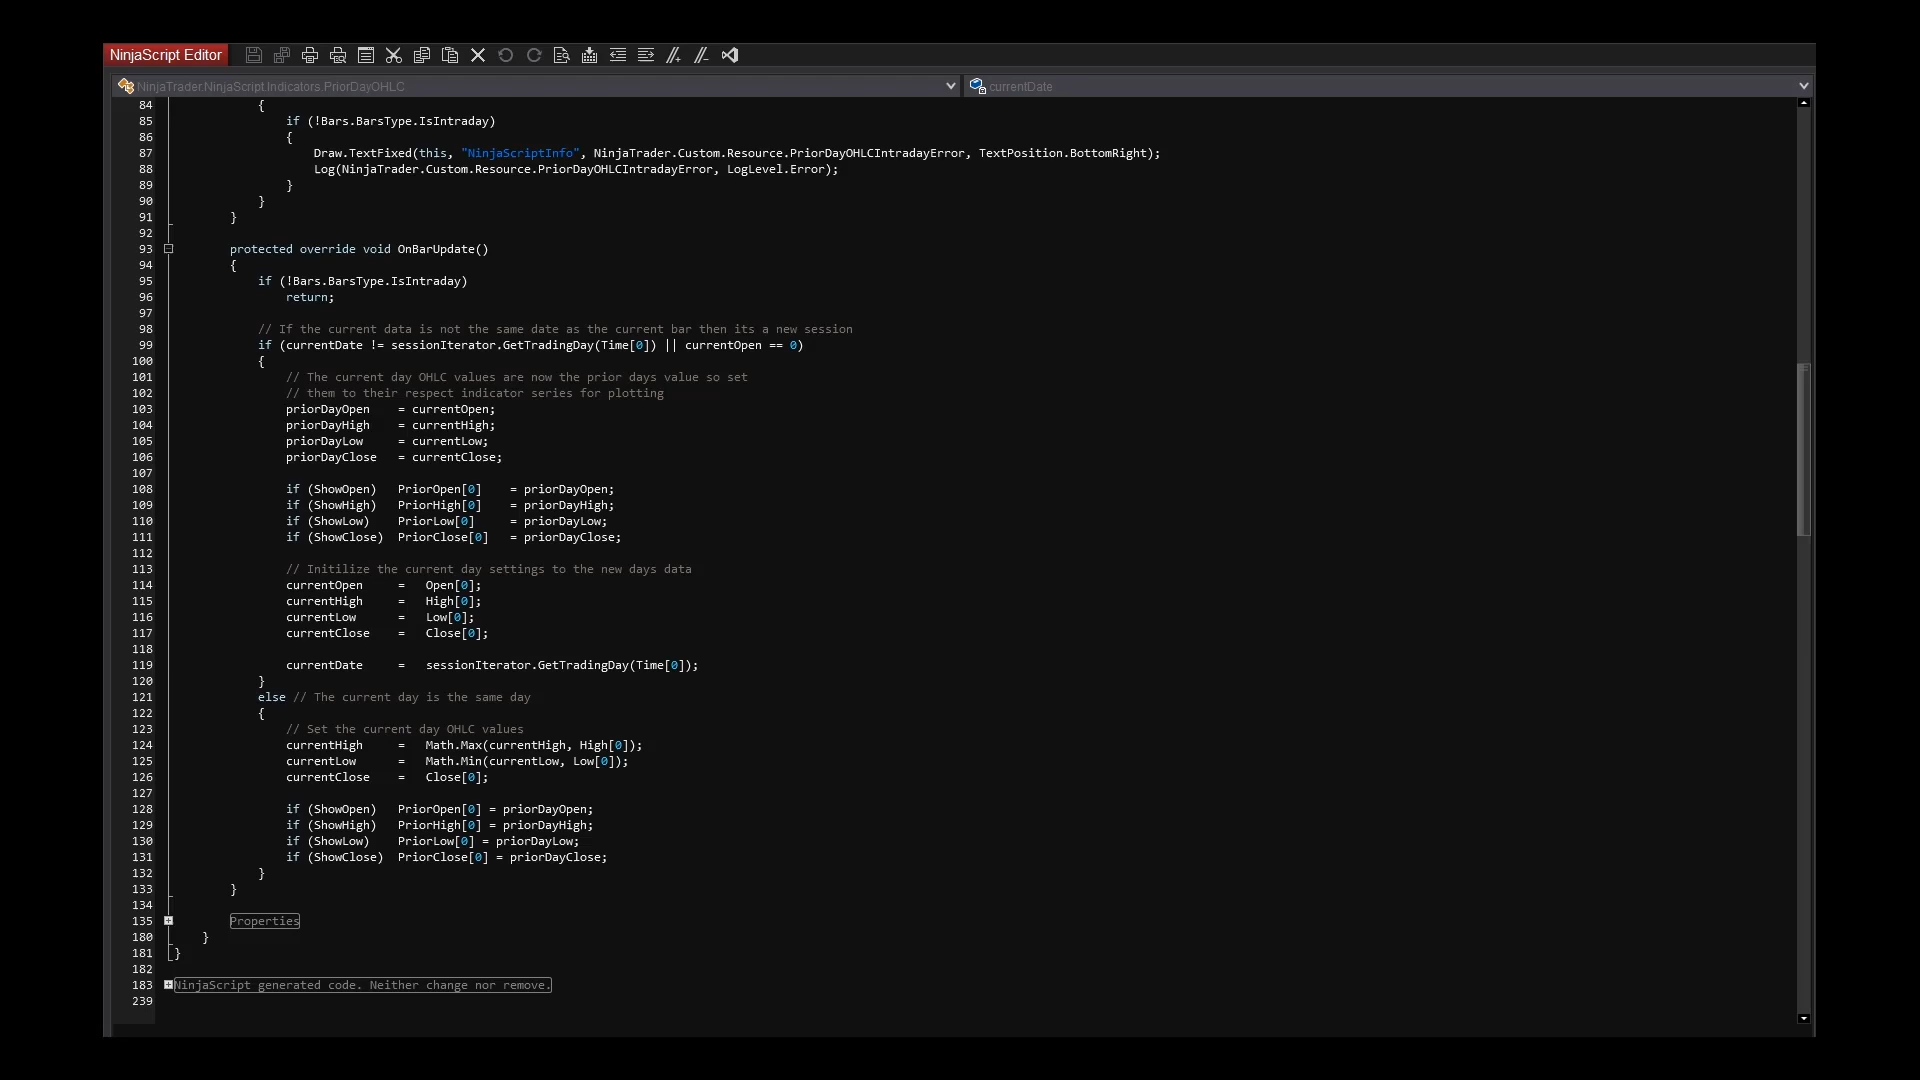 NinjaScript Editor
NinjaTrader.NinjaScript.Indicators.PriorDayOHLC
currentDate
84 {
85 if (!Bars.BarsType.IsIntraday)
86 {
87 Draw.TextFixed(this, "NinjaScriptInfo", NinjaTrader.Custom.Resource.PriorDayOHLCIntradayError, TextPosition.BottomRight);
88 Log(NinjaTrader.Custom.Resource.PriorDayOHLCIntradayError, LogLevel.Error);
89 }
90 }
91 }
92
93 protected override void OnBarUpdate()
94 {
95 if (!Bars.BarsType.IsIntraday)
96 return;
97
98 // If the current data is not the same date as the current bar then its a new session
99 if (currentDate != sessionIterator.GetTradingDay(Time[0]) || currentOpen == 0)
100 {
101 // The current day OHLC values are now the prior days value so set
102 // them to their respect indicator series for plotting
103 priorDayOpen = currentOpen;
104 priorDayHigh = currentHigh;
105 priorDayLow = currentLow;
106 priorDayClose = currentClose;
107
108 if (ShowOpen) PriorOpen[0] = priorDayOpen;
109 if (ShowHigh) PriorHigh[0] = priorDayHigh;
110 if (ShowLow) PriorLow[0] = priorDayLow;
111 if (ShowClose) PriorClose[0] = priorDayClose;
112
113 // Initilize the current day settings to the new days data
114 currentOpen = Open[0];
115 currentHigh = High[0];
116 currentLow = Low[0];
117 currentClose = Close[0];
118
119 currentDate = sessionIterator.GetTradingDay(Time[0]);
120 }
121 else // The current day is the same day
122 {
123 // Set the current day OHLC values
124 currentHigh = Math.Max(currentHigh, High[0]);
125 currentLow = Math.Min(currentLow, Low[0]);
126 currentClose = Close[0];
127
128 if (ShowOpen) PriorOpen[0] = priorDayOpen;
129 if (ShowHigh) PriorHigh[0] = priorDayHigh;
130 if (ShowLow) PriorLow[0] = priorDayLow;
131 if (ShowClose) PriorClose[0] = priorDayClose;
132 }
133 }
134
135 Properties
180 }
181 }
182
183 NinjaScript generated code. Neither change nor remove.
239